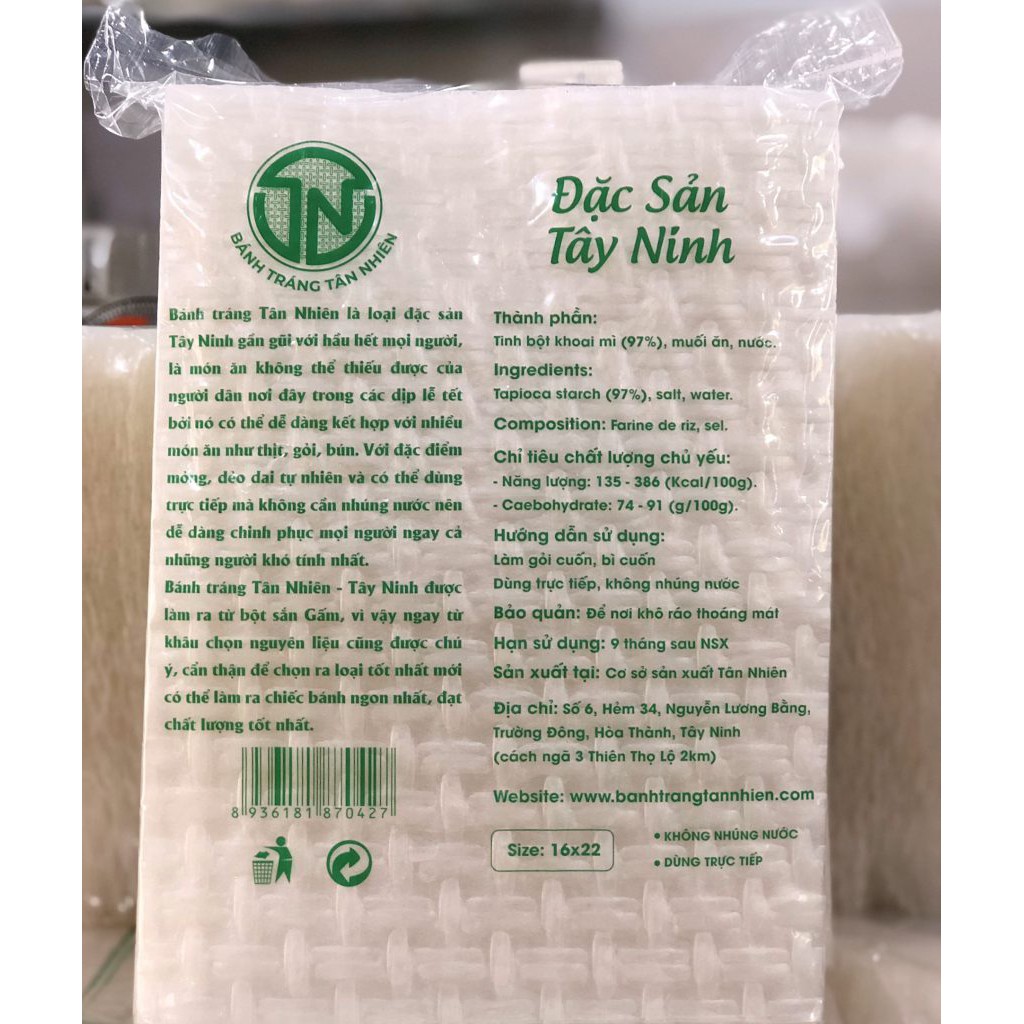 TN
BÁNH TRÁNG TÂN NHIÊN
Đặc Sản
Tây Ninh
Bánh tráng Tân Nhiên là loại đặc sản
Tây Ninh gần gũi với hầu hết mọi người,
là món ăn không thể thiếu được của
người dân nơi đây trong các dịp lễ tết
bởi nó có thể dễ dàng kết hợp với nhiều
món ăn như thịt, gỏi, bún. Với đặc điểm
mỏng, dẻo dai tự nhiên và có thể dùng
trực tiếp mà không cần nhúng nước nên
dễ dàng chinh phục mọi người ngay cả
những người khó tính nhất.
Bánh tráng Tân Nhiên - Tây Ninh được
làm ra từ bột sắn Gấm, vì vậy ngay từ
khâu chọn nguyên liệu cũng được chú
ý, cẩn thận để chọn ra loại tốt nhất mới
có thể làm ra chiếc bánh ngon nhất, đạt
chất lượng tốt nhất.
8 936181 870427
Thành phần:
Tinh bột khoai mì (97%), muối ăn, nước.
Ingredients:
Tapioca starch (97%), salt, water.
Composition: Farine de riz, sel.
Chỉ tiêu chất lượng chủ yếu:
- Năng lượng: 135 - 386 (Kcal/100g).
- Caebohydrate: 74 - 91 (g/100g).
Hướng dẫn sử dụng:
Làm gỏi cuốn, bì cuốn
Dùng trực tiếp, không nhúng nước
Bảo quản: Để nơi khô ráo thoáng mát
Hạn sử dụng: 9 tháng sau NSX
Sản xuất tại: Cơ sở sản xuất Tân Nhiên
Địa chỉ: Số 6, Hẻm 34, Nguyễn Lương Bằng,
Trường Đông, Hòa Thành, Tây Ninh
(cách ngã 3 Thiên Thọ Lộ 2km)
Website: www.banhtrangtannhien.com
Size: 16x22
• KHÔNG NHÚNG NƯỚC
• DÙNG TRỰC TIẾP